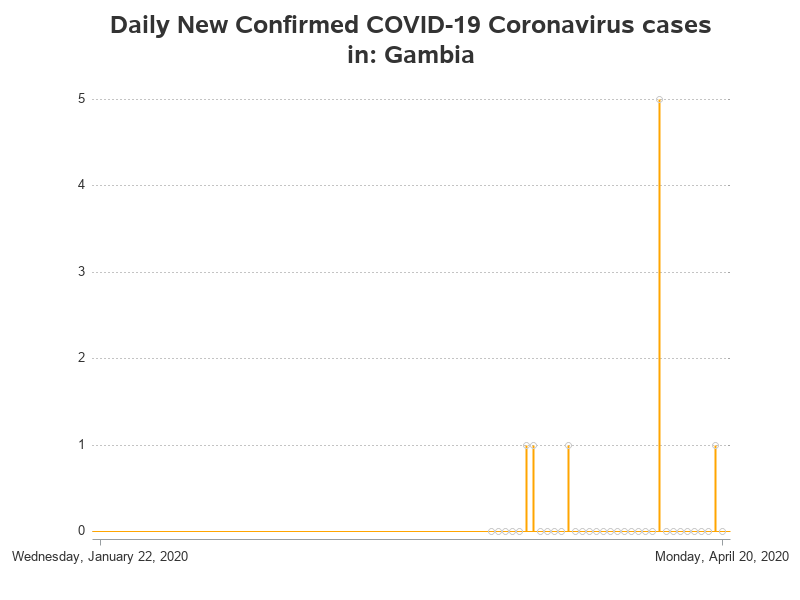 Daily New Confirmed COVID-19 Coronavirus cases
in: Gambia
5
4
3
2
1
0
Wednesday, January 22, 2020
Monday, April 20, 2020